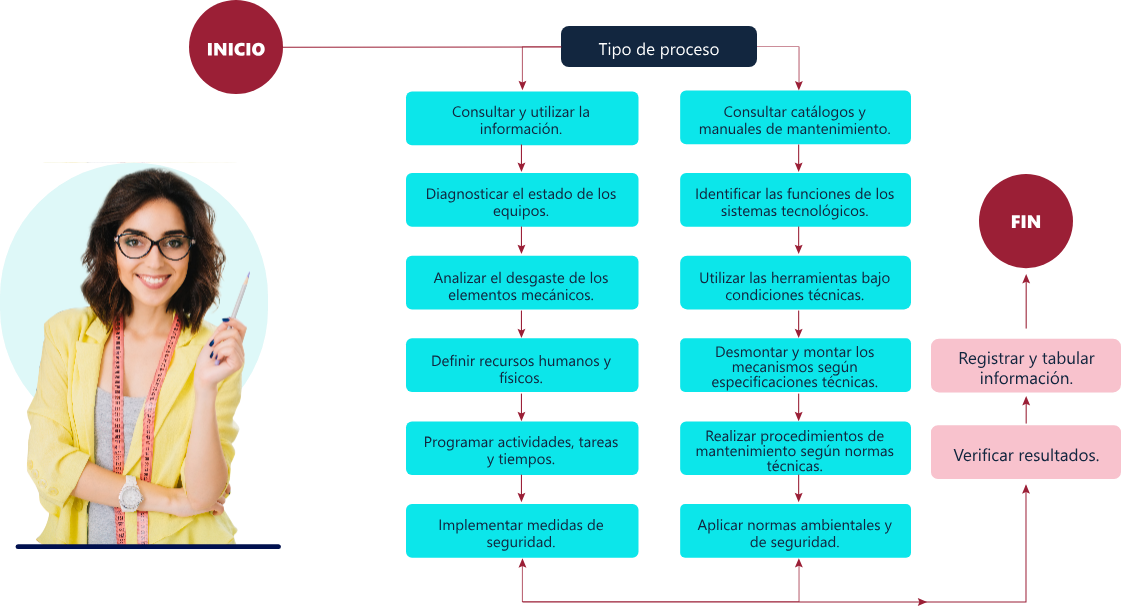 INICIO
Tipo de proceso
Consultar y utilizar la
información.
Diagnosticar el estado de los
equipos.
Analizar el desgaste de los
elementos mecánicos.
Definir recursos humanos y
físicos.
Programar actividades, tareas
y tiempos.
Implementar medidas de
seguridad.
Consultar catálogos y
manuales de mantenimiento.
Identificar las funciones de los
sistemas tecnológicos.
Utilizar las herramientas bajo
condiciones técnicas.
Desmontar y montar los
mecanismos según
especificaciones técnicas.
Realizar procedimientos de
mantenimiento según normas
técnicas.
Aplicar normas ambientales y
de seguridad.
Verificar resultados.
Registrar y tabular
información.
FIN